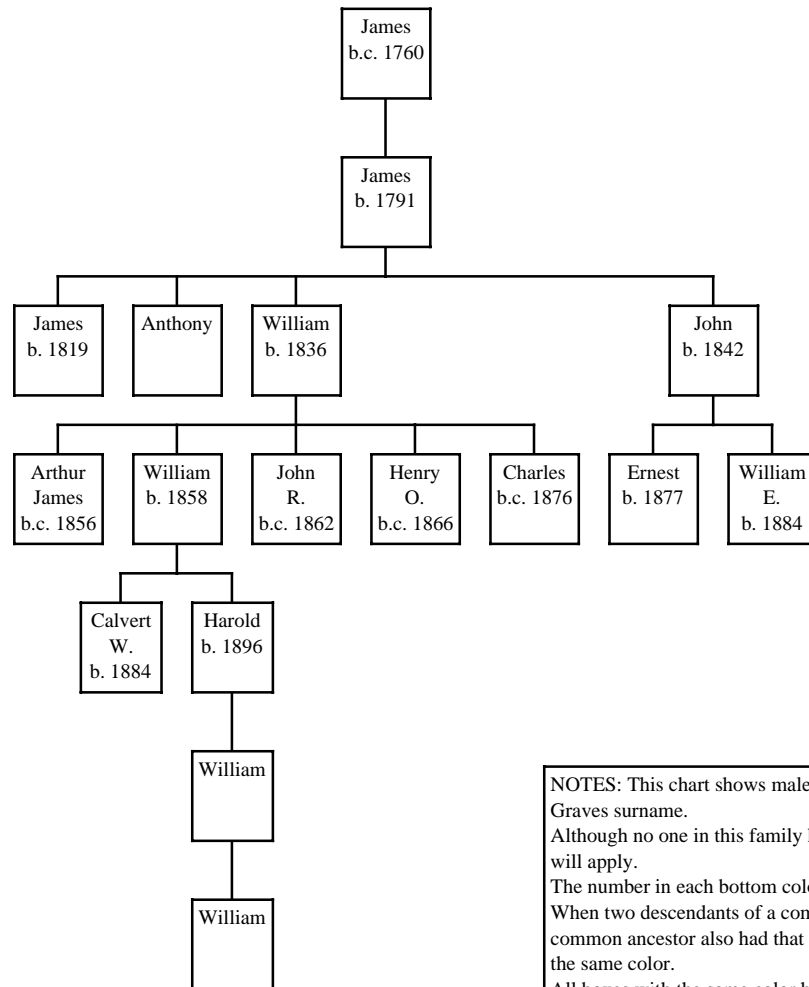 James
b.c. 1760
James
b. 1791
James
b. 1819
Anthony
William
b. 1836
John
b. 1842
Arthur
James
b.c. 1856
William
b. 1858
John
R.
b.c. 1862
Henry
O.
b.c. 1866
Charles
b.c. 1876
Ernest
b. 1877
William
E.
b. 1884
Calvert
W.
b. 1884
Harold
b. 1896
William
William
NOTES: This chart shows male
Graves surname.
Although no one in this family
will apply.
The number in each bottom
When two descendants of a
common ancestor also had that
the same color.